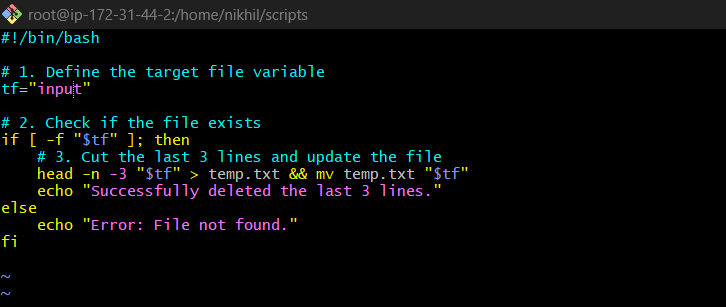 root@ip-172-31-44-2:/home/nikhil/scripts
#!/bin/bash
# 1. Define the target file variable
tf="input"
# 2. Check if the file exists
if [ -f "$tf" ]; then
    # 3. Cut the last 3 lines and update the file
    head -n -3 "$tf" > temp.txt && mv temp.txt "$tf"
    echo "Successfully deleted the last 3 lines."
else
    echo "Error: File not found."
fi
~
~